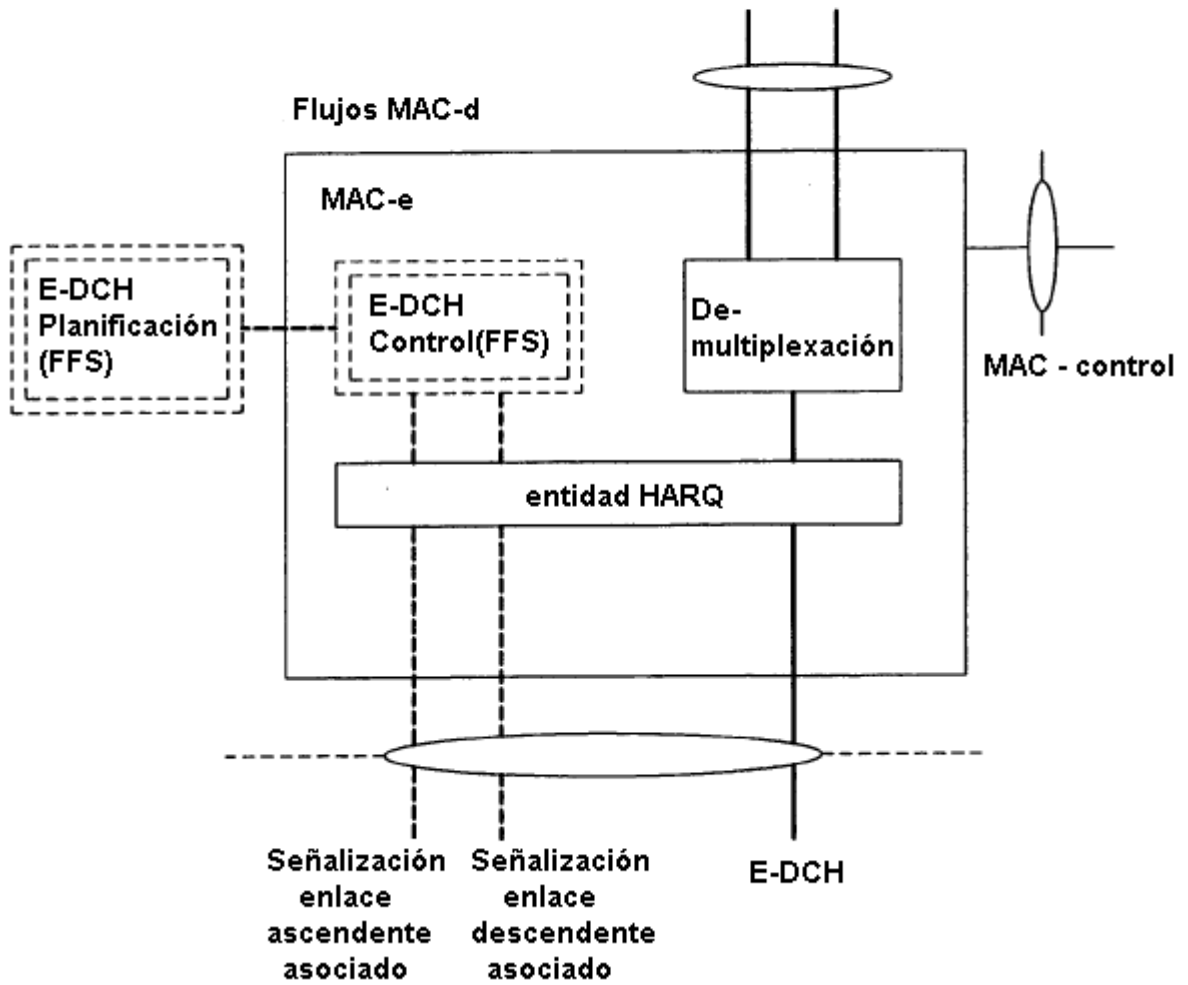 Flujos MAC-d
MAC-e
E-DCH
Planificación
(FFS)
E-DCH
Control(FFS)
De-
multiplexación
MAC - control
entidad HARQ
Señalización
enlace
ascendente
asociado
Señalización
enlace
descendente
asociado
E-DCH